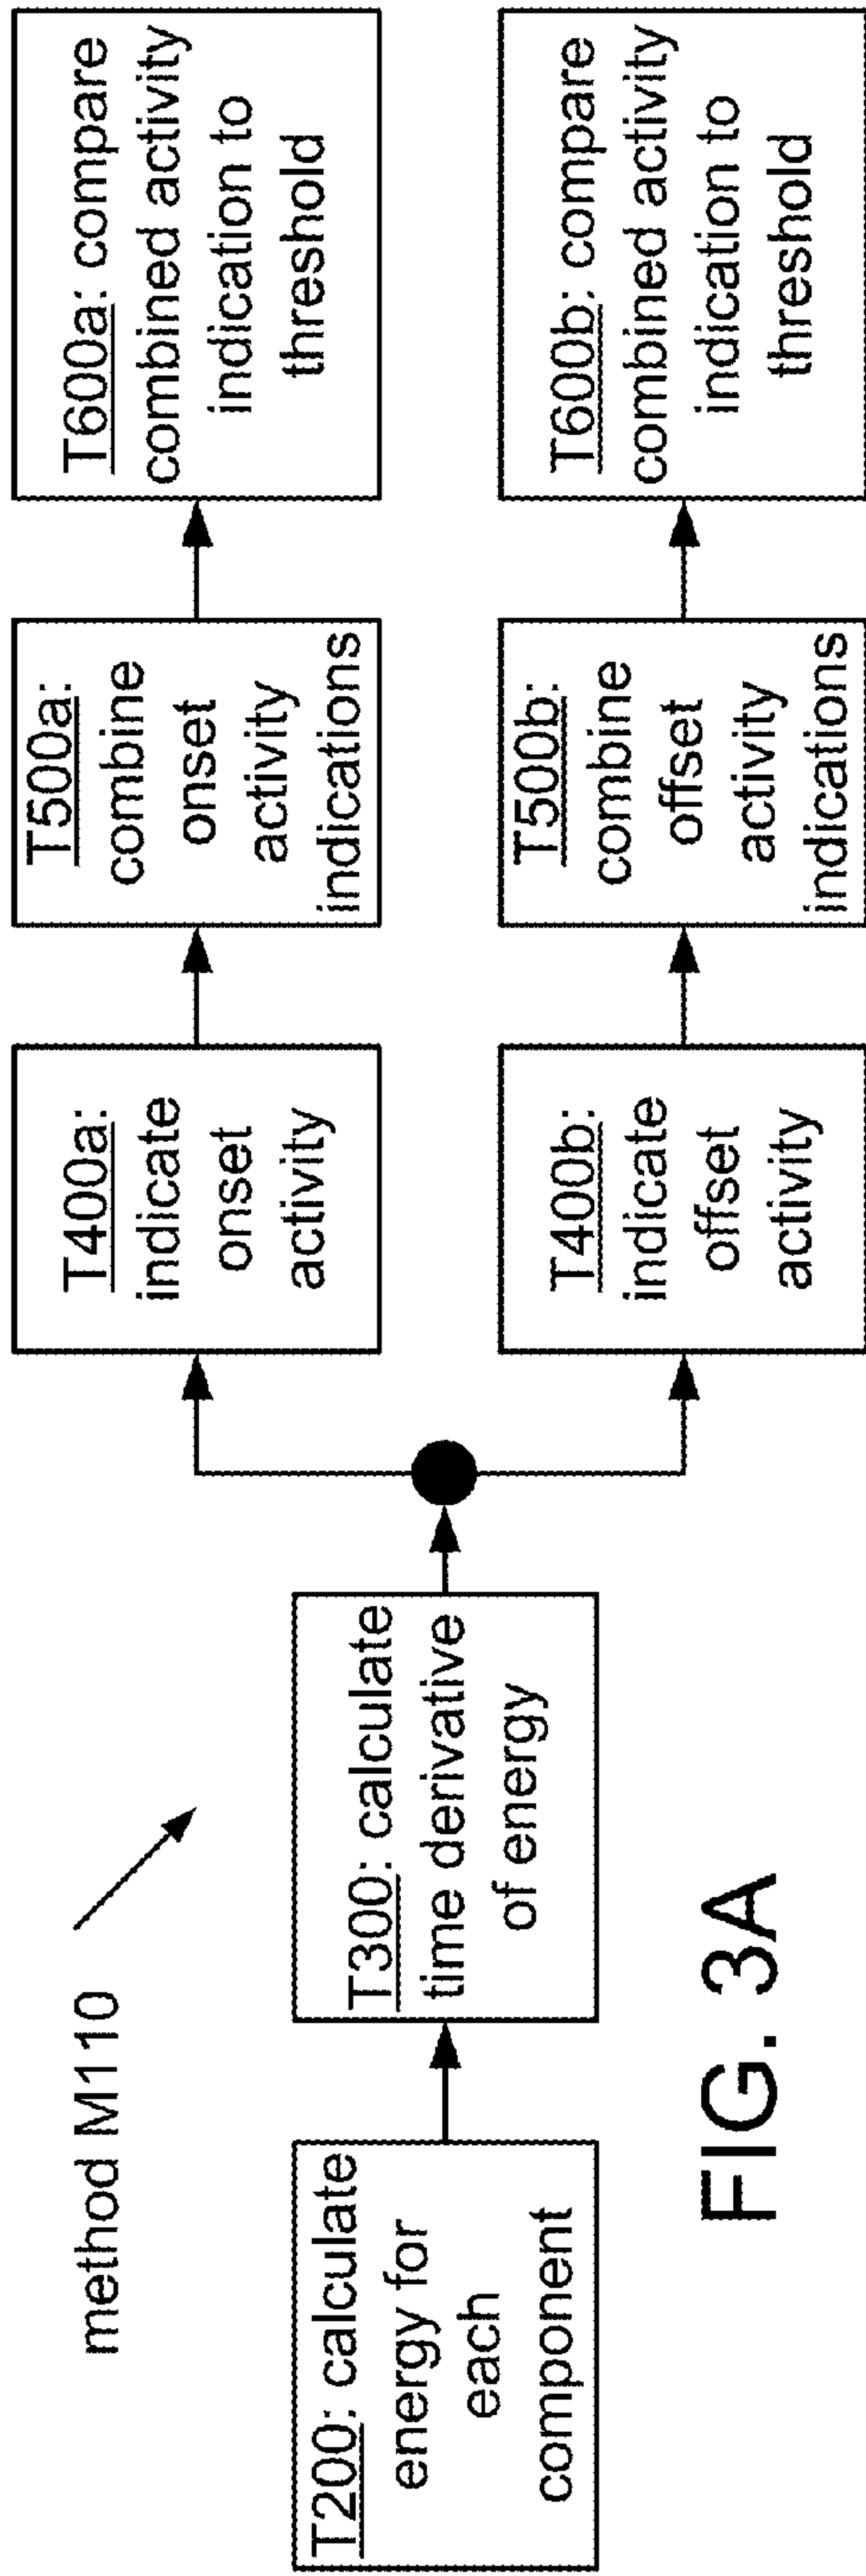 method M110
T200: calculate
energy for
each
component
T300: calculate
time derivative
of energy
T400a:
indicate
onset
activity
T500a:
combine
onset
activity
indications
T600a: compare
combined activity
indication to
threshold
T400b:
indicate
offset
activity
T500b:
combine
offset
activity
indications
T600b: compare
combined activity
indication to
threshold
FIG. 3A